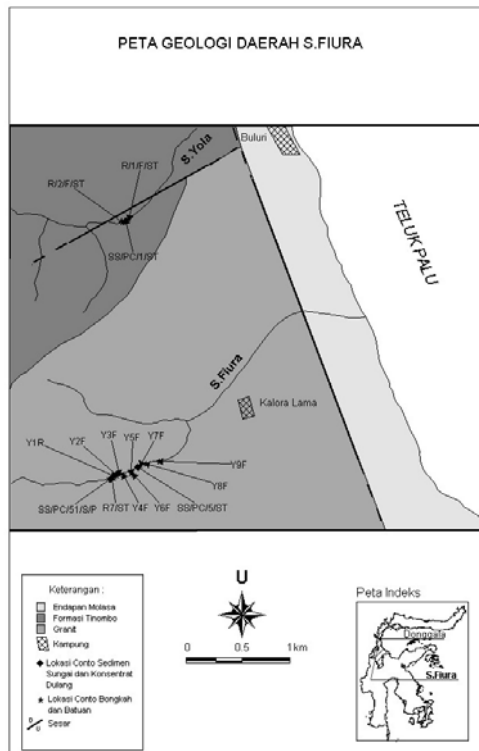 PETA GEOLOGI DAERAH S.FIURA
Buluri
S.Yola
R/1/F/ST
R/2/F/ST
SS/PC/1/ST
TELUK PALU
S.Fiura
Kalora Lama
Y3F
Y5F
Y7F
Y2F
Y1R
Y9F
Y8F
SS/PC/51/S/P
R7/ST
Y4F
Y6F
SS/PC/5/ST
Keterangan :
Endapan Molasa
Formasi Tinombo
Granit
Kampung
Lokasi Conto Sedimen
Sungai dan Konsentrat
Dulang
Lokasi Conto Bongkah
dan Batuan
D
U
Sesar
U
0 0.5 1 km
Peta Indeks
Donggala
S.Fiura